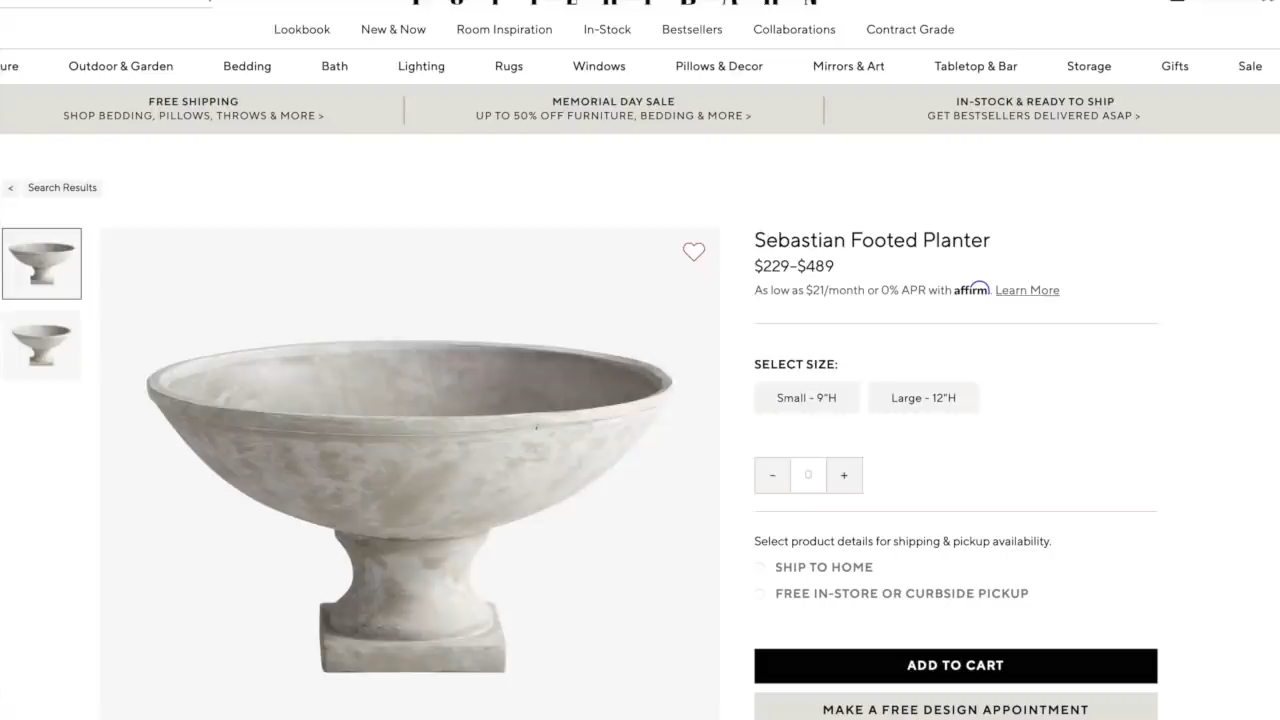 Lookbook New & Now Room Inspiration In-Stock Bestsellers Collaborations Contract Grade
ure Outdoor & Garden Bedding Bath Lighting Rugs Windows Pillows & Decor Mirrors & Art Tabletop & Bar Storage Gifts Sale
FREE SHIPPING
SHOP BEDDING, PILLOWS, THROWS & MORE >
MEMORIAL DAY SALE
UP TO 50% OFF FURNITURE, BEDDING & MORE >
IN-STOCK & READY TO SHIP
GET BESTSELLERS DELIVERED ASAP >
< Search Results
Sebastian Footed Planter
$229–$489
As low as $21/month or 0% APR with affirm. Learn More
SELECT SIZE:
Small - 9"H Large - 12"H
- 0 +
Select product details for shipping & pickup availability.
SHIP TO HOME
FREE IN-STORE OR CURBSIDE PICKUP
ADD TO CART
MAKE A FREE DESIGN APPOINTMENT